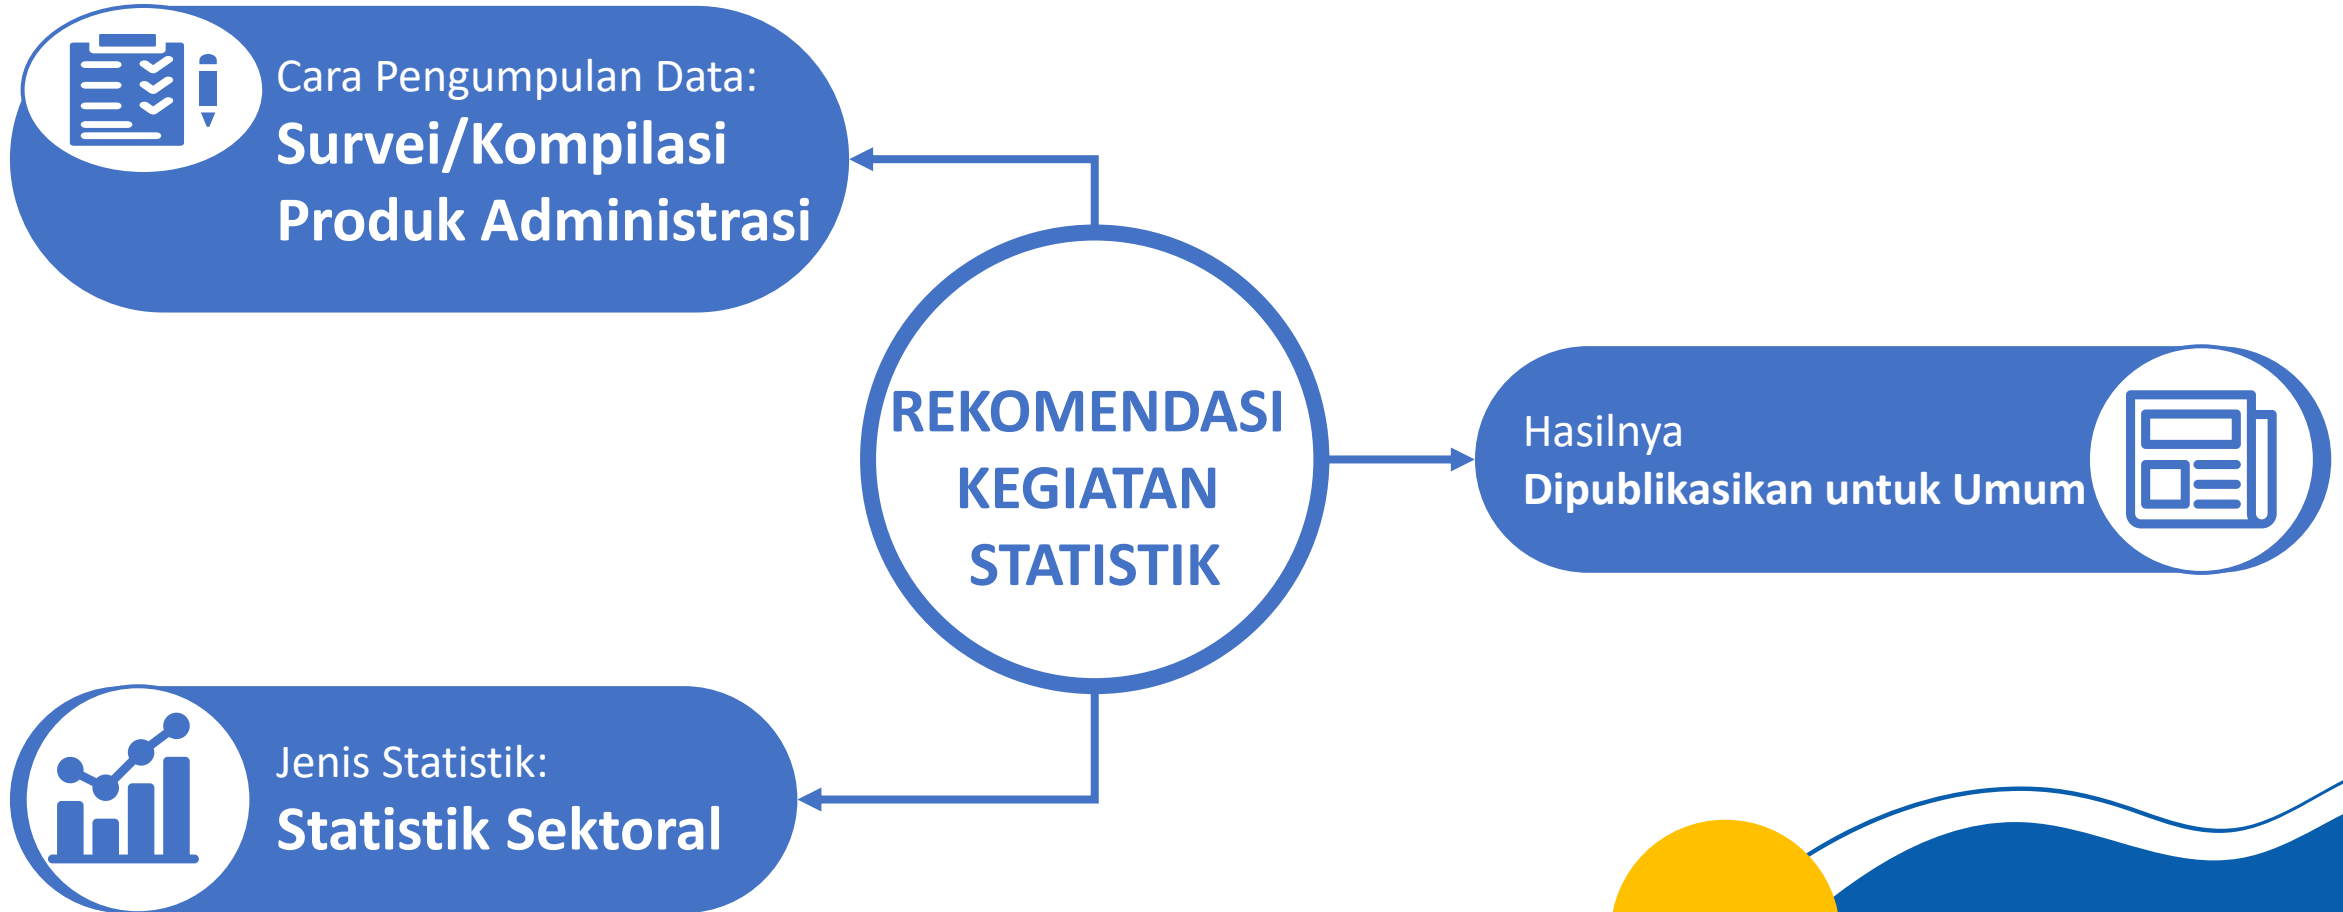 Cara Pengumpulan Data:
Survei/Kompilasi
Produk Administrasi
REKOMENDASI
KEGIATAN
STATISTIK
Hasilnya
Dipublikasikan untuk Umum
Jenis Statistik:
Statistik Sektoral